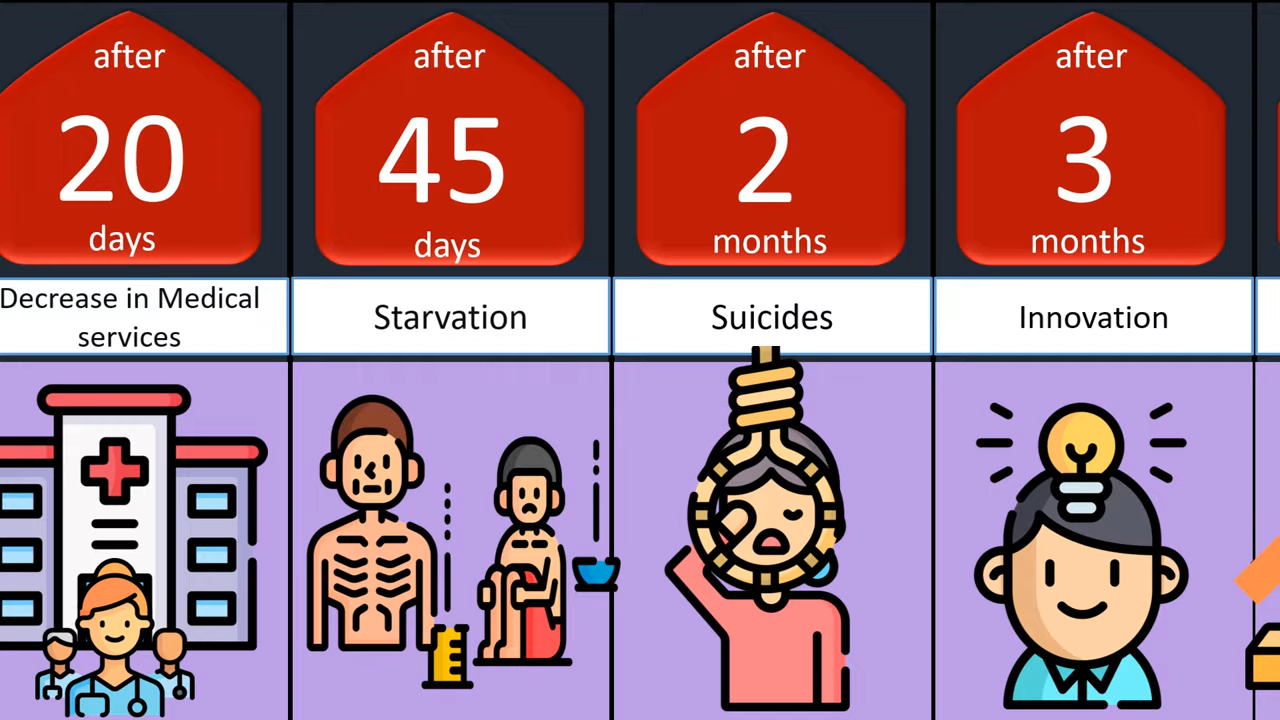 after
20
days
Decrease in Medical
services
after
45
days
Starvation
after
2
months
Suicides
after
3
months
Innovation